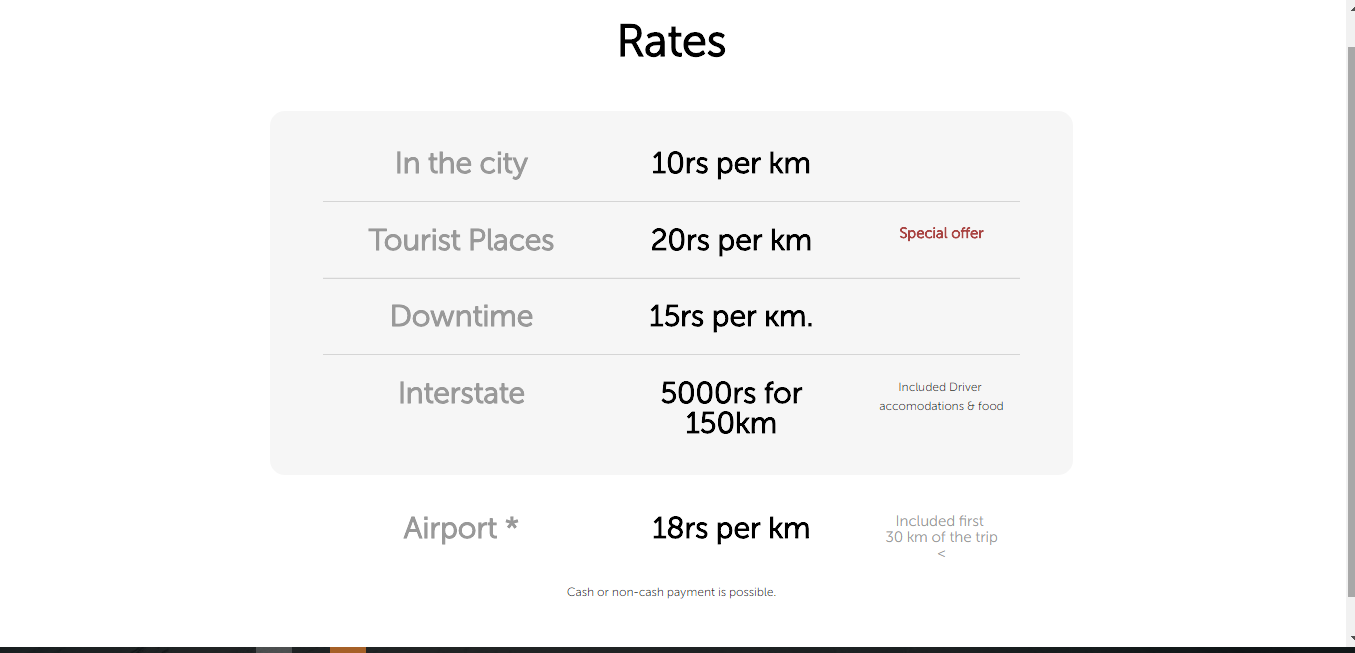 Rates
In the city 10rs per km
Tourist Places 20rs per km Special offer
Downtime 15rs per кm.
Interstate 5000rs for 150km Included Driver accomodations & food
Airport * 18rs per km Included first 30 km of the trip <
Cash or non-cash payment is possible.